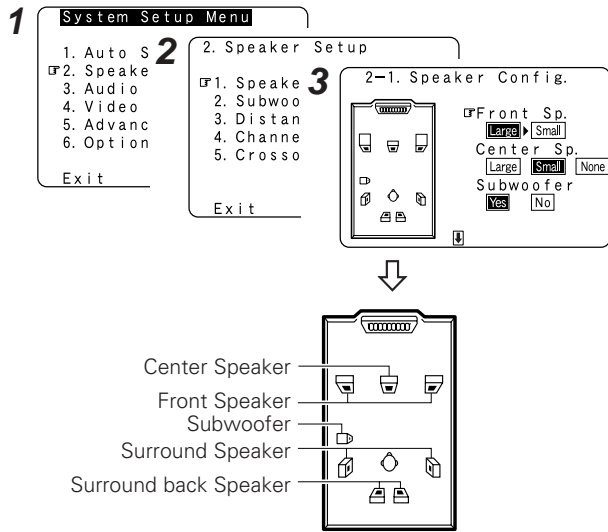 1
System Setup Menu
1. Auto S
☞2. Speake
3. Audio
4. Video
5. Advanc
6. Option
Exit
2
2. Speaker Setup
☞1. Speake
2. Subwoo
3. Distan
4. Channe
5. Crosso
Exit
3
2-1. Speaker Config.
☞Front Sp.
Large Small
Center Sp.
Large Small None
Subwoofer
Yes No
Center Speaker
Front Speaker
Subwoofer
Surround Speaker
Surround back Speaker